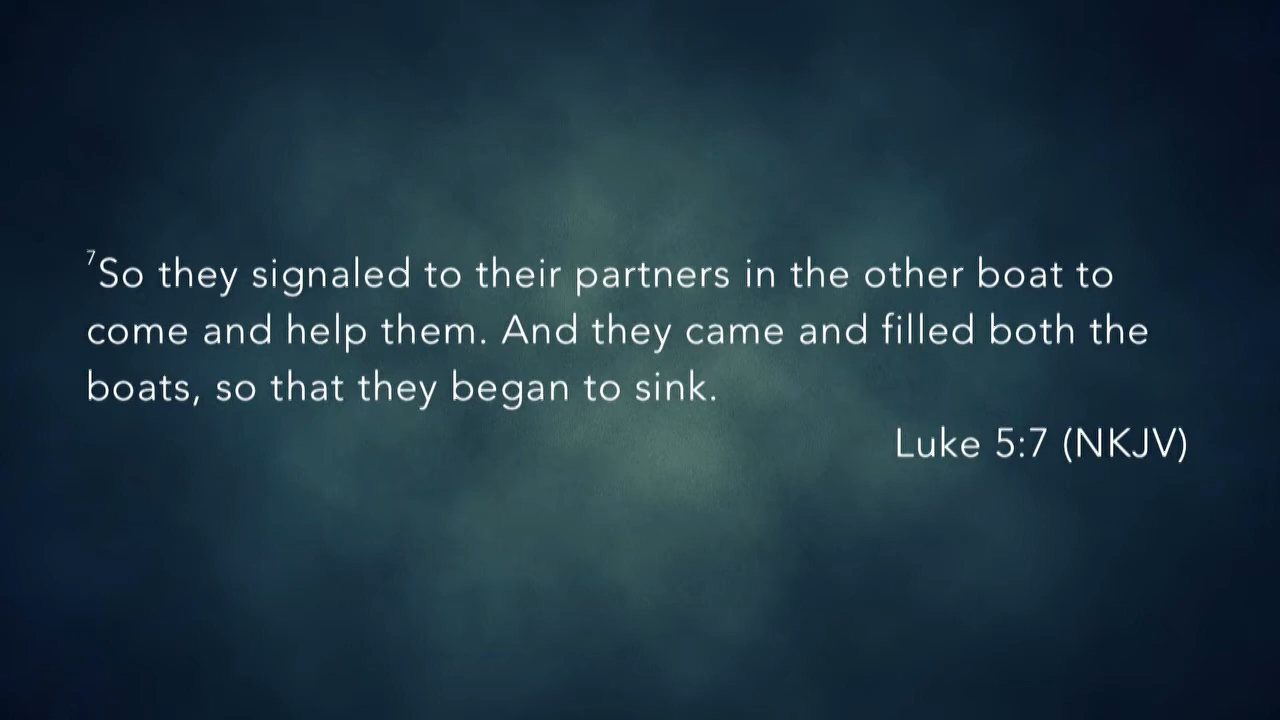 ⁷So they signaled to their partners in the other boat to
come and help them. And they came and filled both the
boats, so that they began to sink.
Luke 5:7 (NKJV)